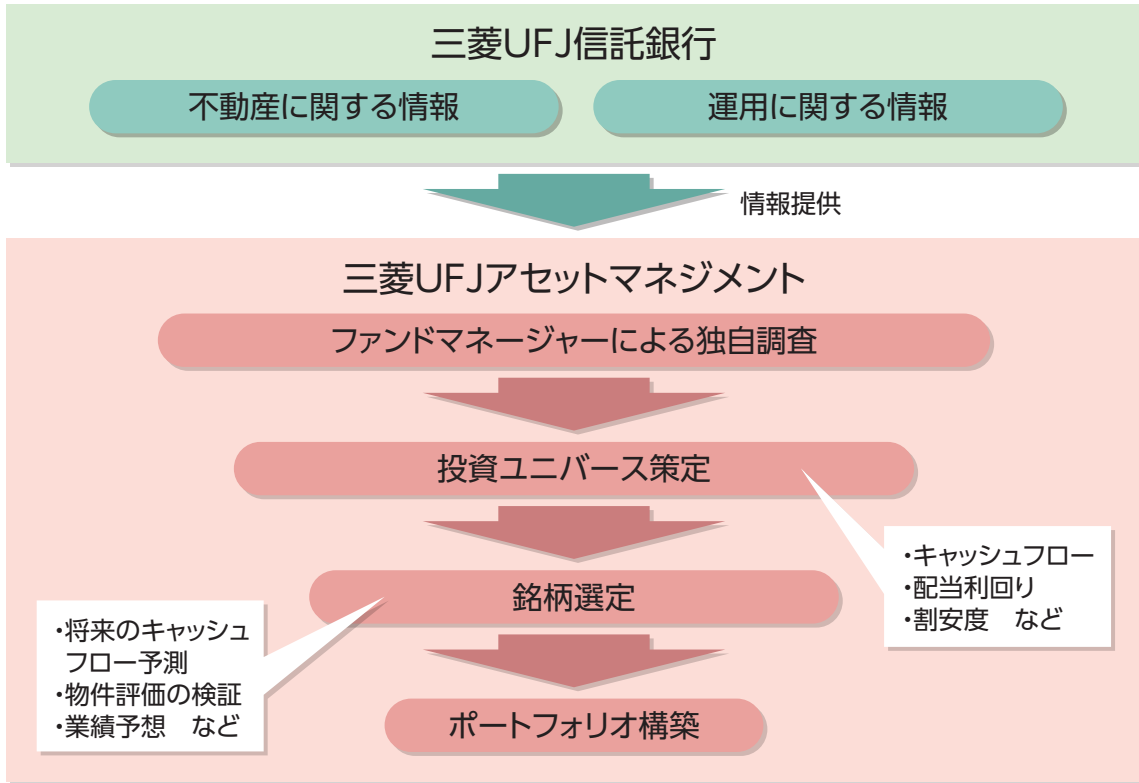 三菱UFJ信託銀行
不動産に関する情報
運用に関する情報
情報提供
三菱UFJアセットマネジメント
ファンドマネージャーによる独自調査
投資ユニバース策定
・キャッシュフロー
・配当利回り
・割安度　など
銘柄選定
・将来のキャッシュ
フロー予測
・物件評価の検証
・業績予想　など
ポートフォリオ構築